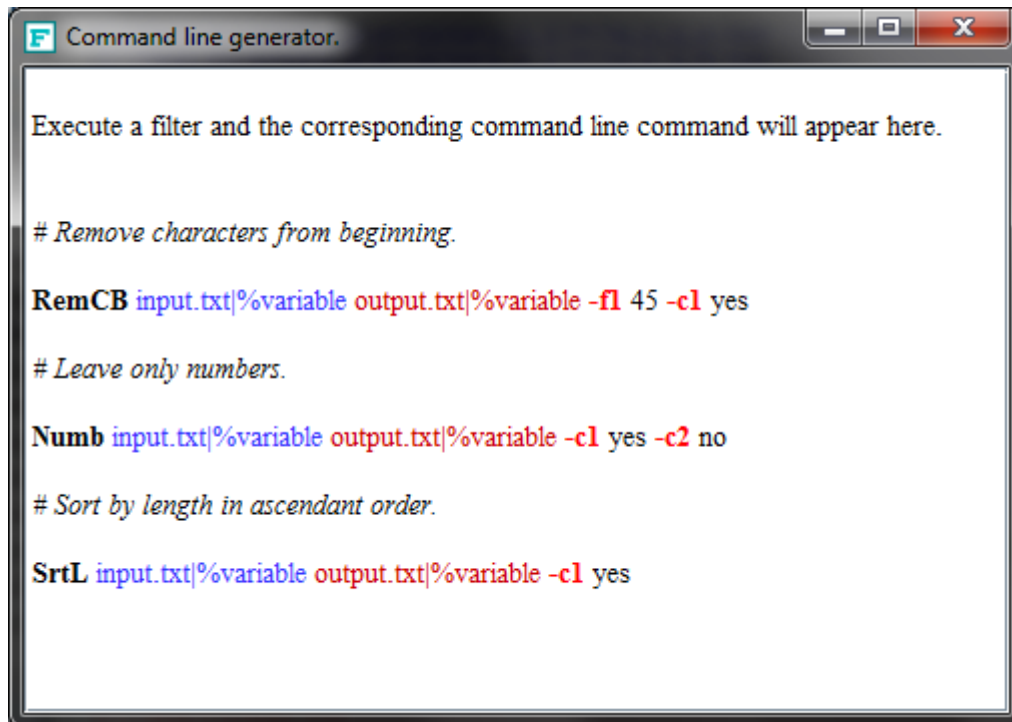 F Command line generator.
Execute a filter and the corresponding command line command will appear here.
# Remove characters from beginning.
RemCB input.txt|%variable output.txt|%variable -f1 45 -c1 yes
# Leave only numbers.
Numb input.txt|%variable output.txt|%variable -c1 yes -c2 no
# Sort by length in ascendant order.
SrtL input.txt|%variable output.txt|%variable -c1 yes